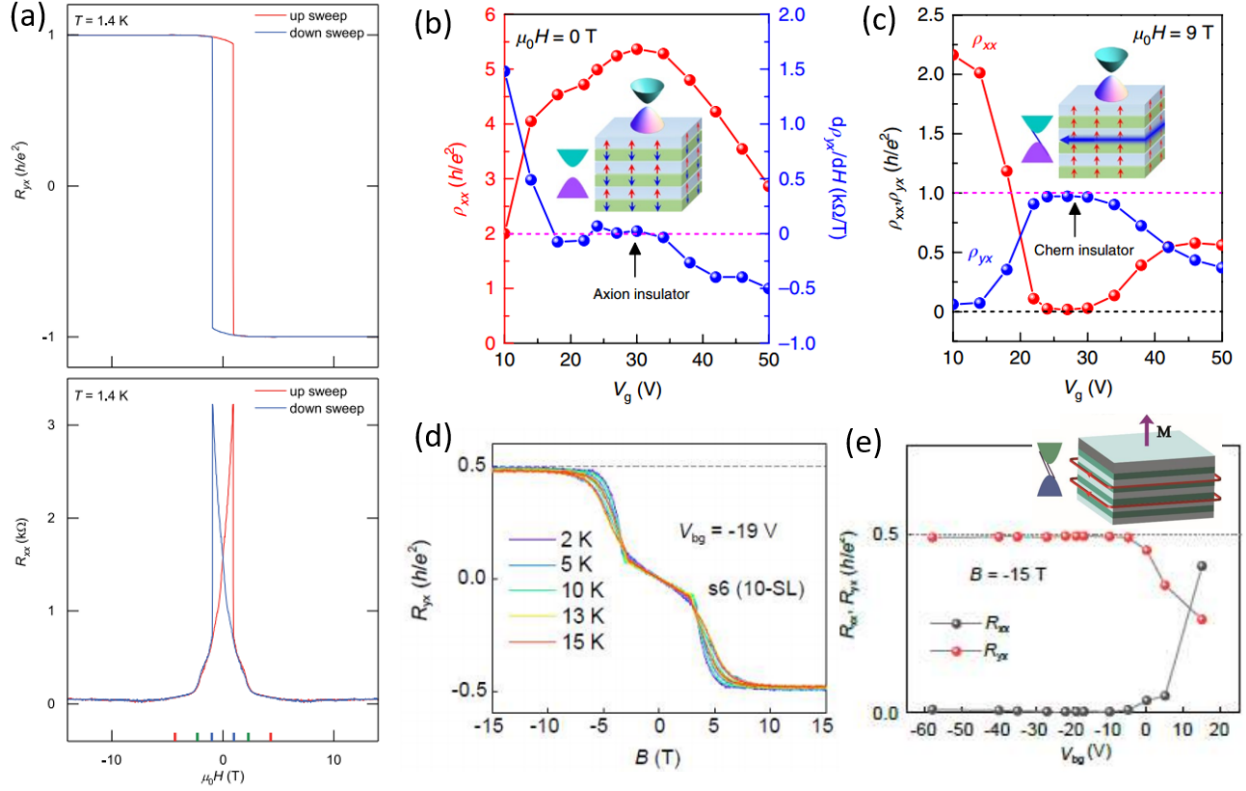 (a)
T = 1.4 K
up sweep
down sweep
1
0
-1
R_yx (h/e²)
T = 1.4 K
up sweep
down sweep
3
2
1
0
R_xx (kΩ)
-10 0 10
μ₀H (T)
(b)
μ₀H = 0 T
6
5
4
3
2
1
0
ρ_xx (h/e²)
2.0
1.5
1.0
0.5
0
−0.5
−1.0
dρ_yx/dH (kΩ/T)
Axion insulator
10 20 30 40 50
V_g (V)
(c)
μ₀H = 9 T
ρ_xx
2.0
1.5
1.0
0.5
0
ρ_xx,ρ_yx (h/e²)
ρ_yx
Chern insulator
10 20 30 40 50
V_g (V)
(d)
0.5
0.0
-0.5
R_yx (h/e²)
V_bg = -19 V
s6 (10-SL)
2 K
5 K
10 K
13 K
15 K
-15 -10 -5 0 5 10 15
B (T)
(e)
M
0.5
0.0
R_xx, R_yx (h/e²)
B = -15 T
R_xx
R_yx
-60 -50 -40 -30 -20 -10 0 10 20
V_bg (V)